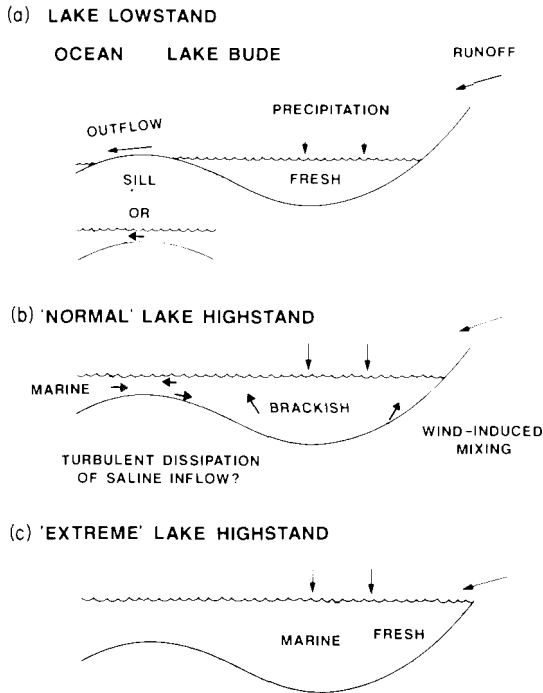 (a) LAKE LOWSTAND
OCEAN LAKE BUDE
RUNOFF
PRECIPITATION
OUTFLOW
SILL
FRESH
OR
(b) 'NORMAL' LAKE HIGHSTAND
MARINE
BRACKISH
WIND-INDUCED
MIXING
TURBULENT DISSIPATION
OF SALINE INFLOW?
(c) 'EXTREME' LAKE HIGHSTAND
MARINE FRESH